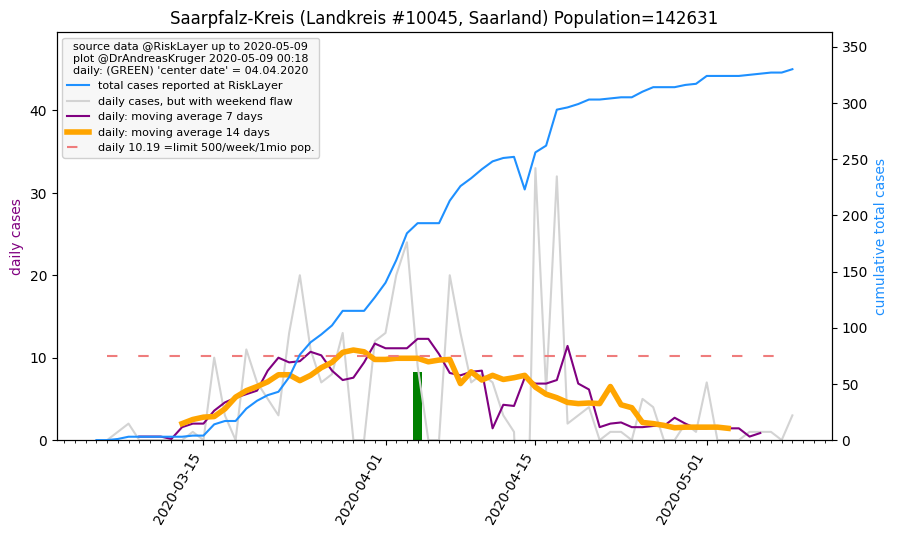 Saarpfalz-Kreis (Landkreis #10045, Saarland) Population=142631
source data @RiskLayer up to 2020-05-09
plot @DrAndreasKruger 2020-05-09 00:18
daily: (GREEN) 'center date' = 04.04.2020
total cases reported at RiskLayer
daily cases, but with weekend flaw
daily: moving average 7 days
daily: moving average 14 days
daily 10.19 =limit 500/week/1mio pop.
daily cases
40
30
20
10
0
350
300
250
200
150
100
50
0
cumulative total cases
2020-03-15
2020-04-01
2020-04-15
2020-05-01